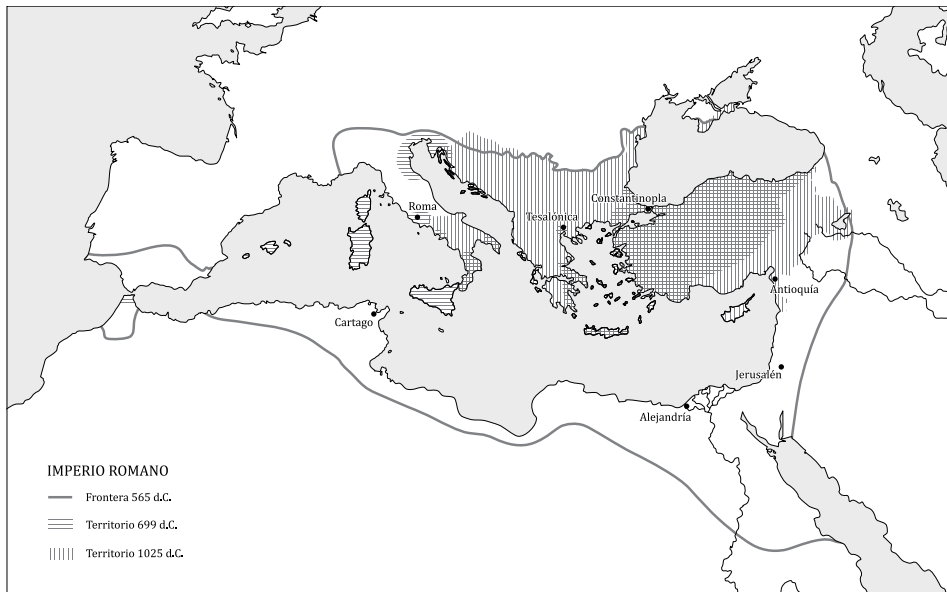 Constantinopla
Roma
Tesalónica
Antioquía
Cartago
Jerusalén
Alejandría
IMPERIO ROMANO
Frontera 565 d.C.
Territorio 699 d.C.
Territorio 1025 d.C.